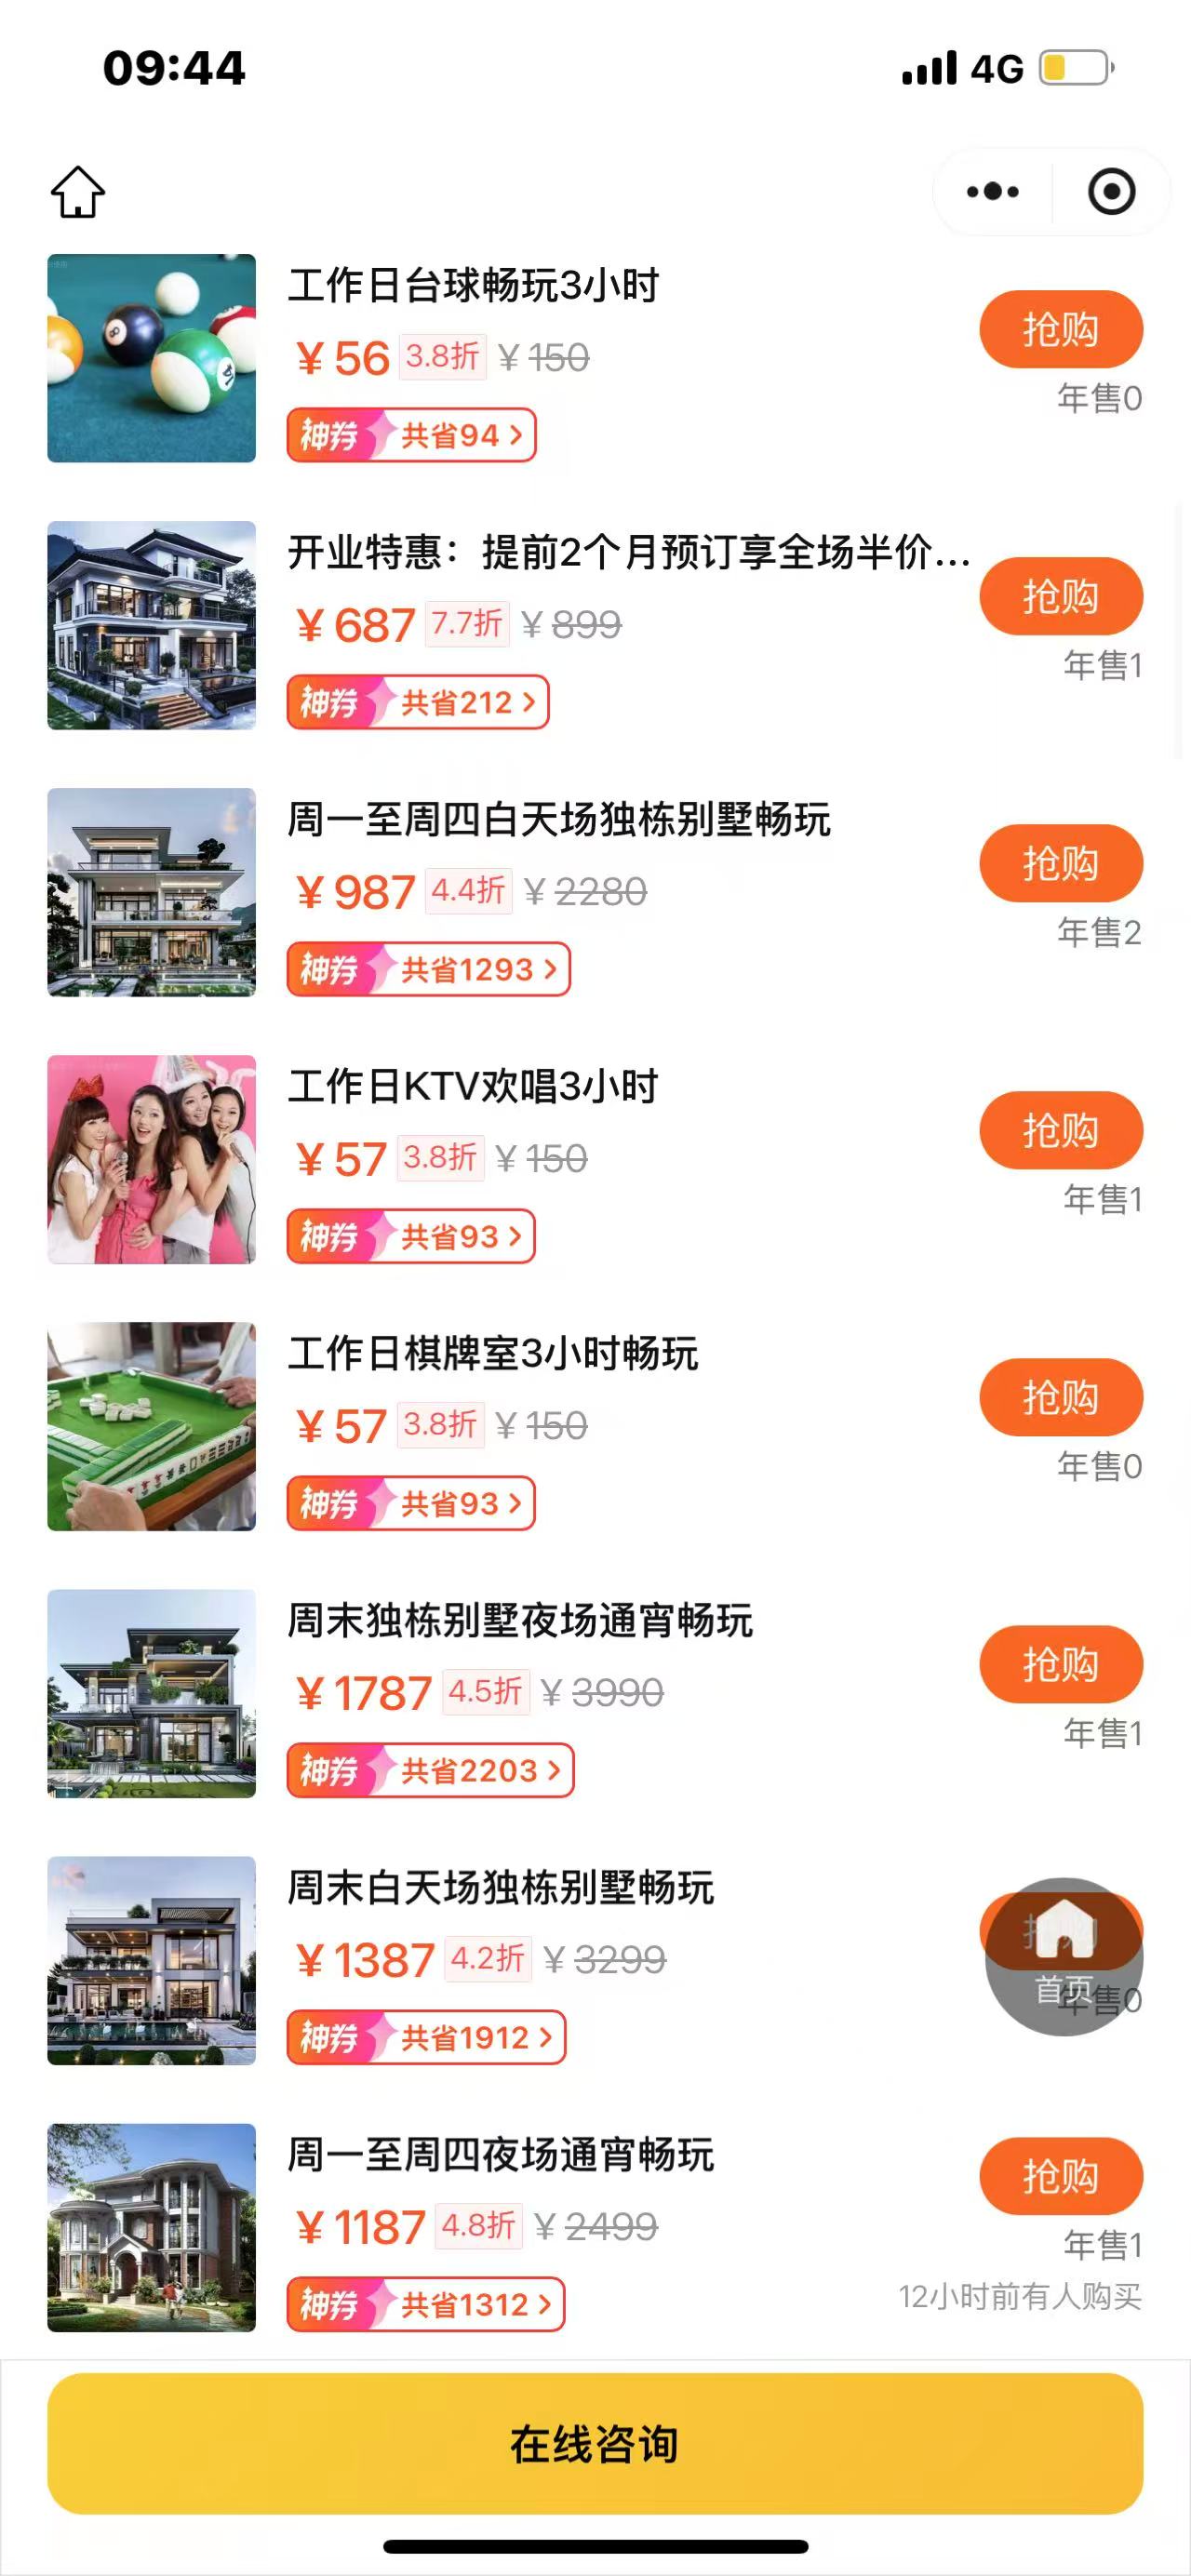 09:44
4G
工作日台球畅玩3小时
¥56 3.8折 ¥150
抢购
年售0
神券 共省94 >
开业特惠：提前2个月预订享全场半价...
¥687 7.7折 ¥899
抢购
年售1
神券 共省212 >
周一至周四白天场独栋别墅畅玩
¥987 4.4折 ¥2280
抢购
年售2
神券 共省1293 >
工作日KTV欢唱3小时
¥57 3.8折 ¥150
抢购
年售1
神券 共省93 >
工作日棋牌室3小时畅玩
¥57 3.8折 ¥150
抢购
年售0
神券 共省93 >
周末独栋别墅夜场通宵畅玩
¥1787 4.5折 ¥3990
抢购
年售1
神券 共省2203 >
周末白天场独栋别墅畅玩
¥1387 4.2折 ¥3299
首页
年售0
神券 共省1912 >
周一至周四夜场通宵畅玩
¥1187 4.8折 ¥2499
抢购
年售1
神券 共省1312 >
12小时前有人购买
在线咨询